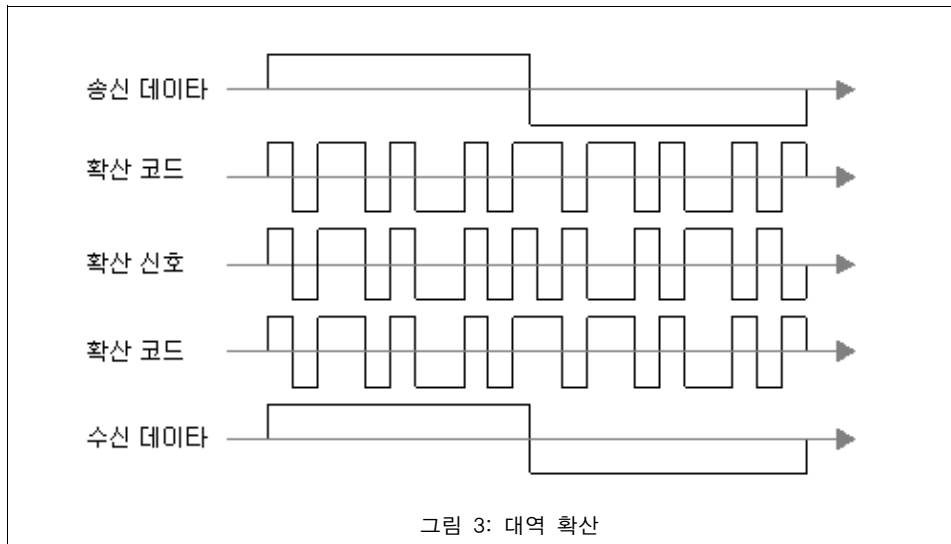 송신 데이타
확산 코드
확산 신호
확산 코드
수신 데이타
그림 3: 대역 확산